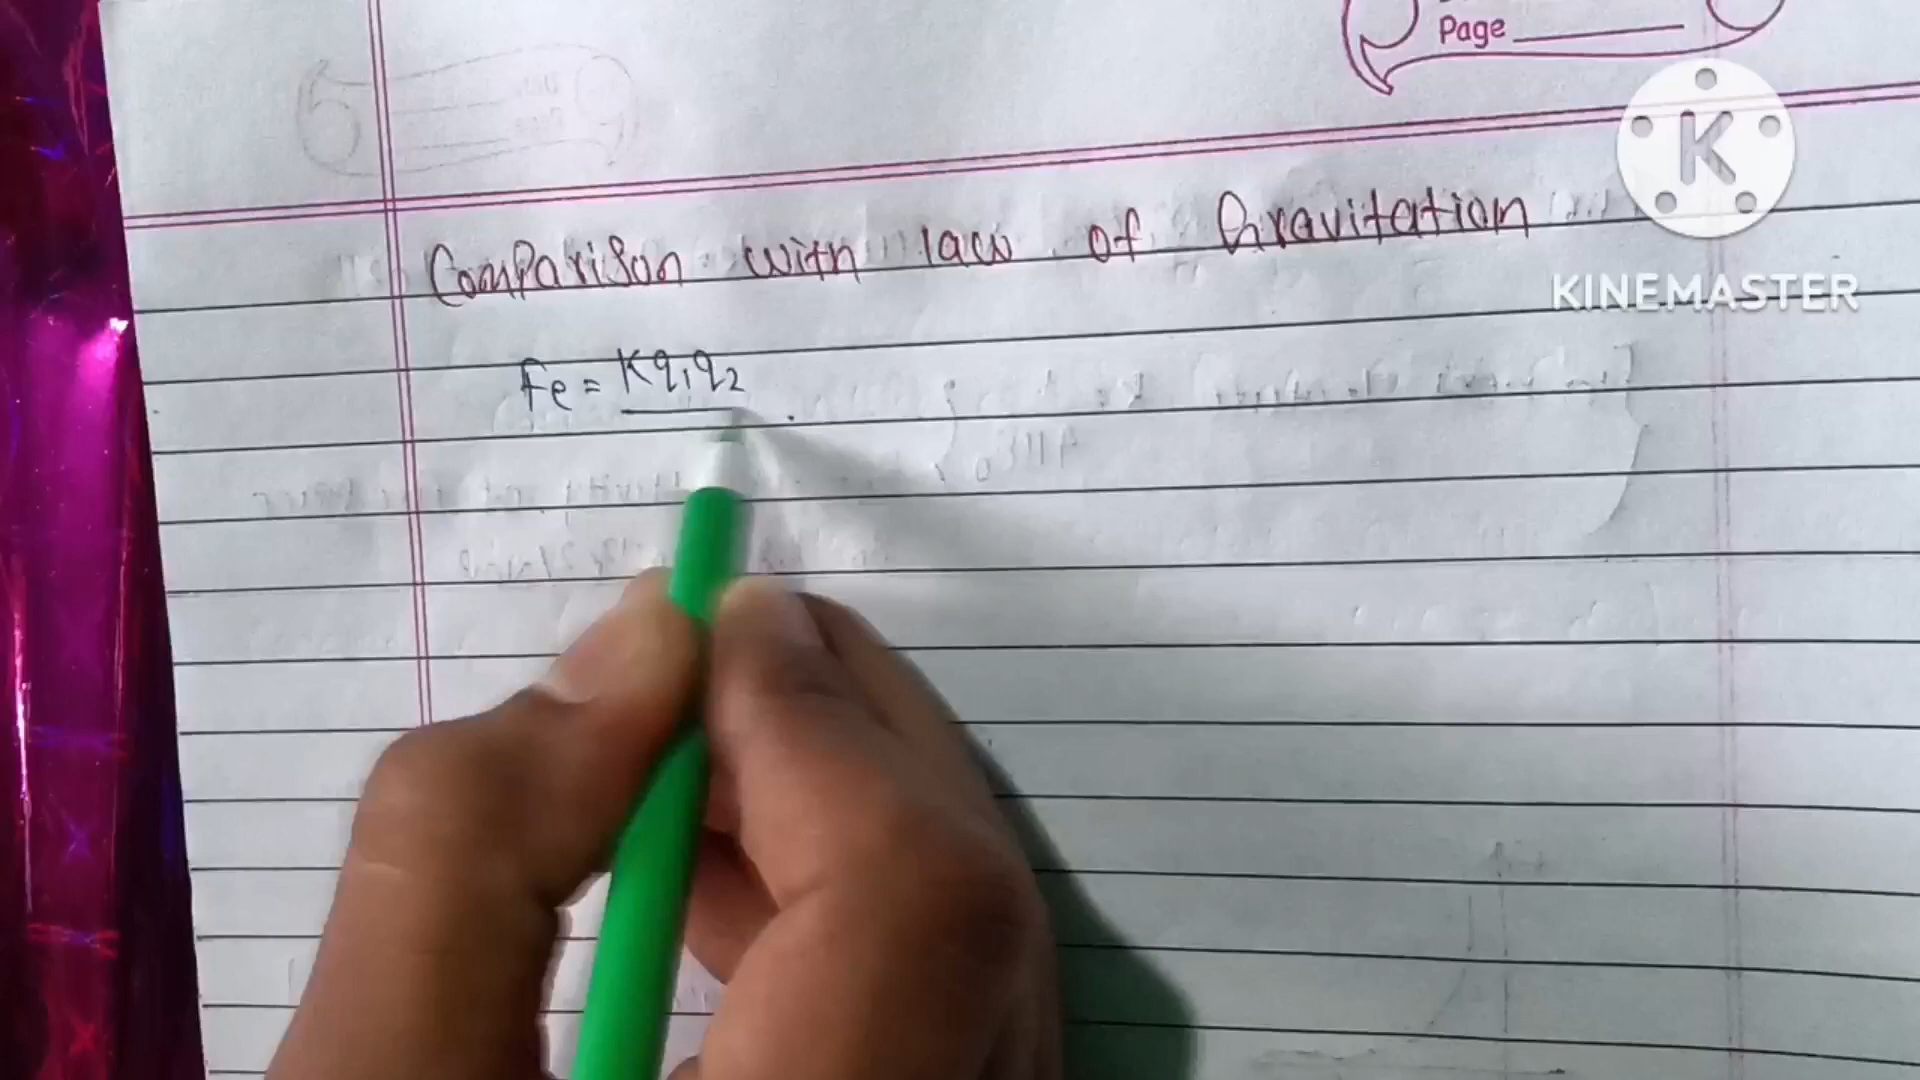 Page
K
KINEMASTER
Comparison with law of Gravitation
Fe = Kq1q2